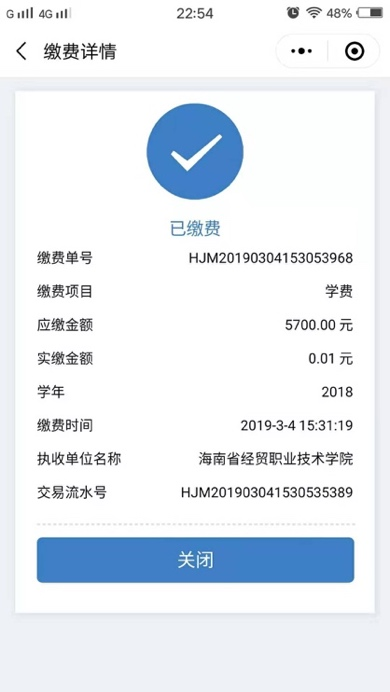 G 4G 22:54 48%
缴费详情
已缴费
缴费单号 HJM20190304153053968
缴费项目 学费
应缴金额 5700.00 元
实缴金额 0.01 元
学年 2018
缴费时间 2019-3-4 15:31:19
执收单位名称 海南省经贸职业技术学院
交易流水号 HJM201903041530535389
关闭